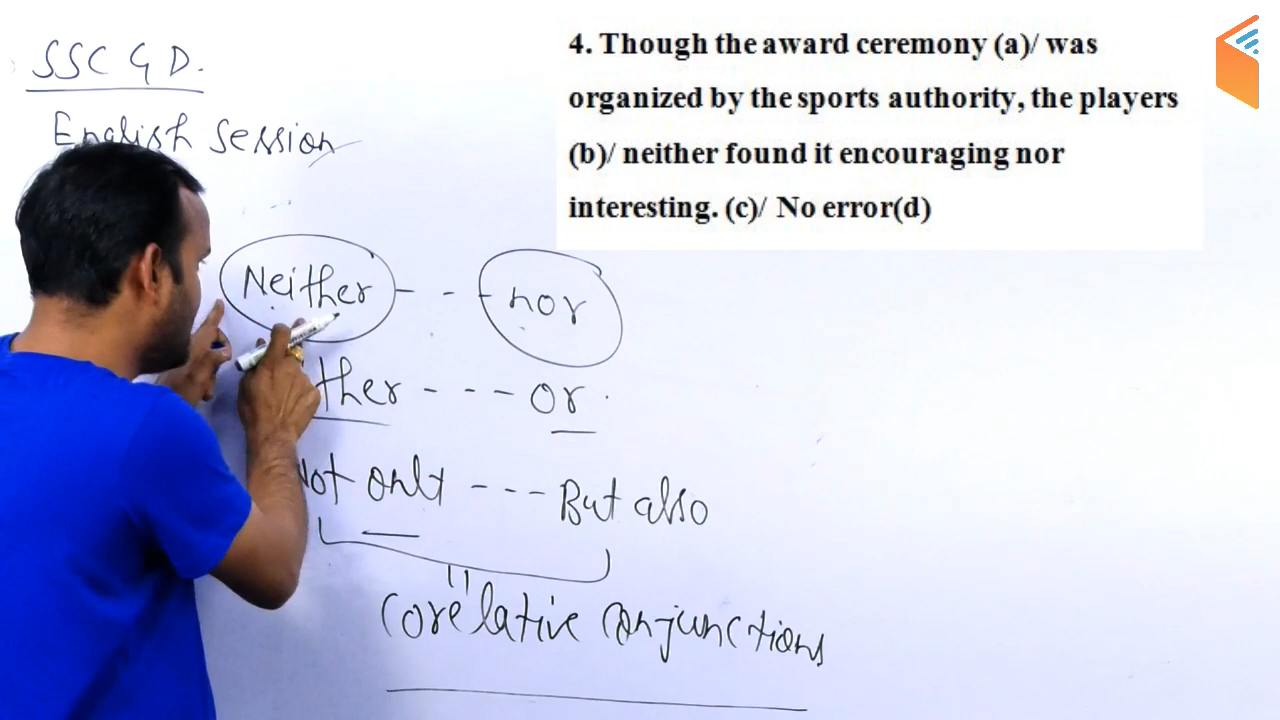 SSC G D.
English Session
4. Though the award ceremony (a)/ was
organized by the sports authority, the players
(b)/ neither found it encouraging nor
interesting. (c)/ No error(d)
Neither - - - nor
ther - - - or
Not only - - - But also
Corelative Conjunctions